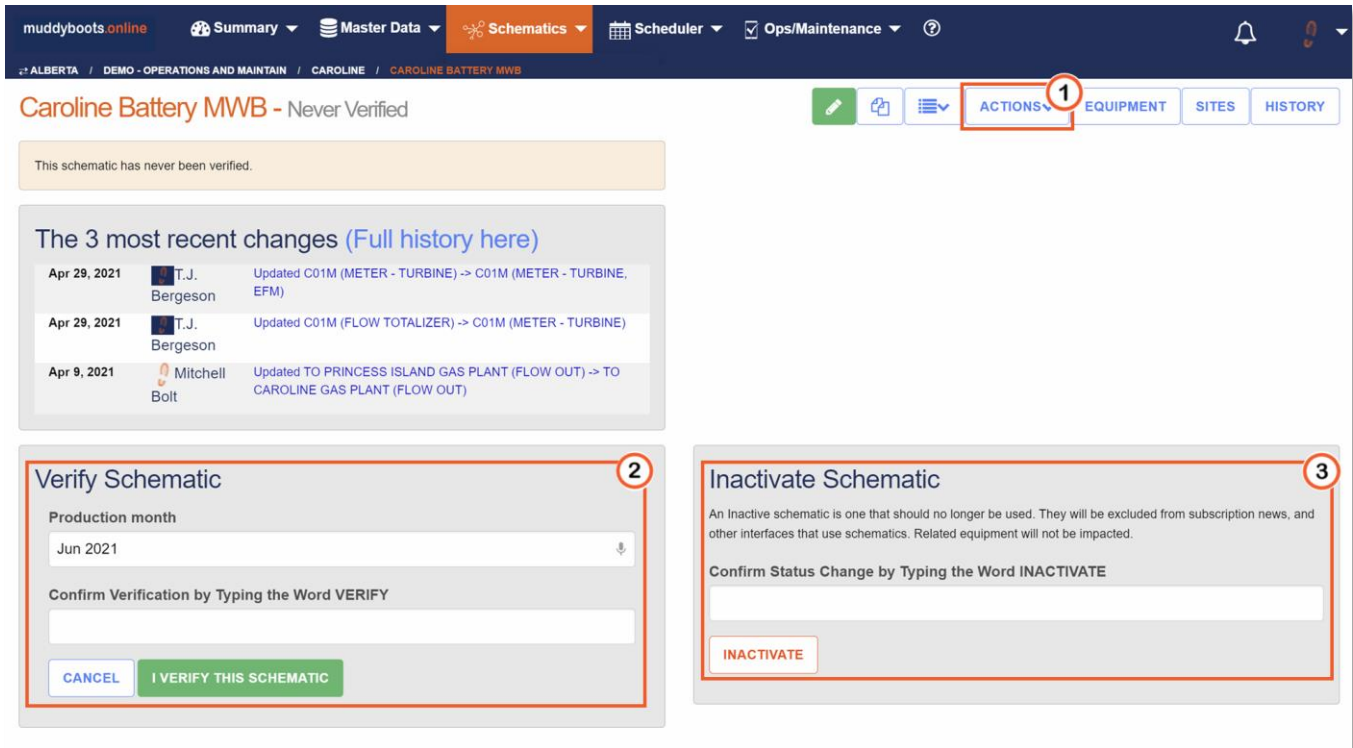 muddyboots.online Summary Master Data Schematics Scheduler Ops/Maintenance ?
ALBERTA / DEMO - OPERATIONS AND MAINTAIN / CAROLINE / CAROLINE BATTERY MWB
1
Caroline Battery MWB - Never Verified
ACTIONS EQUIPMENT SITES HISTORY
This schematic has never been verified.
The 3 most recent changes (Full history here)
Apr 29, 2021 T.J. Updated C01M (METER - TURBINE) -> C01M (METER - TURBINE,
Bergeson EFM)
Apr 29, 2021 T.J. Updated C01M (FLOW TOTALIZER) -> C01M (METER - TURBINE)
Bergeson
Apr 9, 2021 Mitchell Updated TO PRINCESS ISLAND GAS PLANT (FLOW OUT) -> TO
Bolt CAROLINE GAS PLANT (FLOW OUT)
2
Verify Schematic
Production month
Jun 2021
Confirm Verification by Typing the Word VERIFY
CANCEL I VERIFY THIS SCHEMATIC
3
Inactivate Schematic
An Inactive schematic is one that should no longer be used. They will be excluded from subscription news, and
other interfaces that use schematics. Related equipment will not be impacted.
Confirm Status Change by Typing the Word INACTIVATE
INACTIVATE